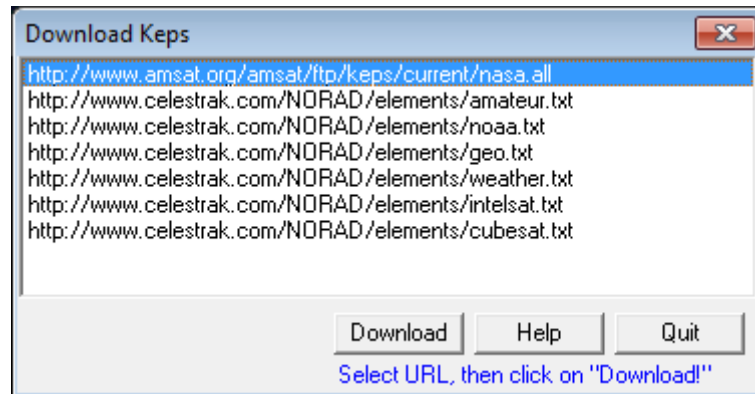 Download Keps
http://www.amsat.org/amsat/ftp/keps/current/nasa.all
http://www.celestrak.com/NORAD/elements/amateur.txt
http://www.celestrak.com/NORAD/elements/noaa.txt
http://www.celestrak.com/NORAD/elements/geo.txt
http://www.celestrak.com/NORAD/elements/weather.txt
http://www.celestrak.com/NORAD/elements/intelsat.txt
http://www.celestrak.com/NORAD/elements/cubesat.txt
Download Help Quit
Select URL, then click on "Download!"